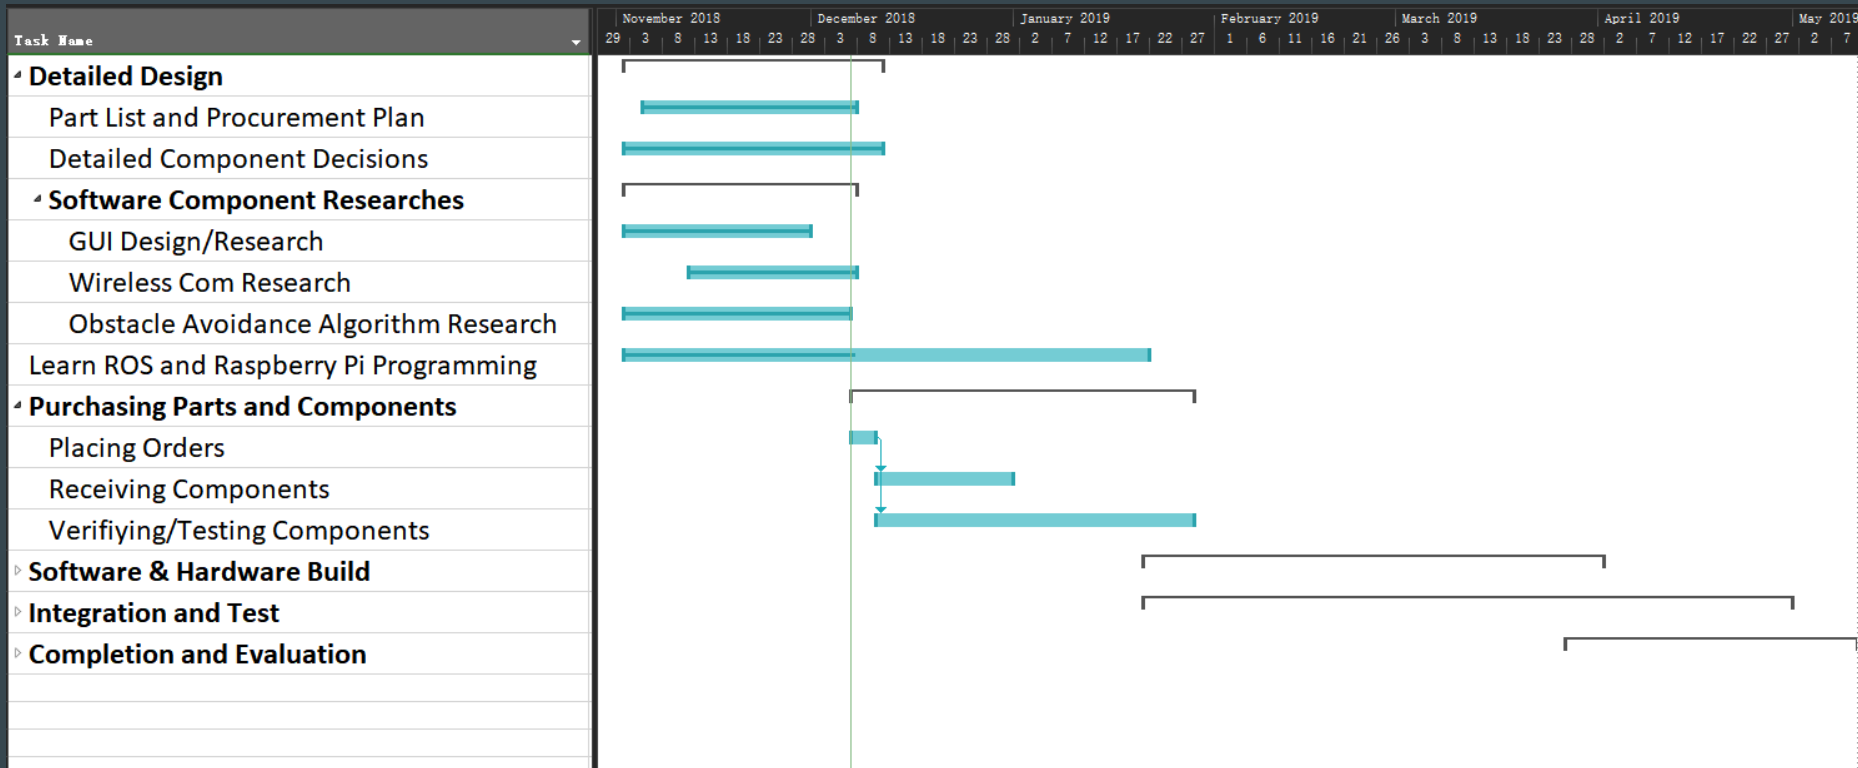 November 2018 December 2018 January 2019 February 2019 March 2019 April 2019 May 2019
Task Name 29 3 8 13 18 23 28 3 8 13 18 23 28 2 7 12 17 22 27 1 6 11 16 21 26 3 8 13 18 23 28 2 7 12 17 22 27 2 7
Detailed Design
Part List and Procurement Plan
Detailed Component Decisions
Software Component Researches
GUI Design/Research
Wireless Com Research
Obstacle Avoidance Algorithm Research
Learn ROS and Raspberry Pi Programming
Purchasing Parts and Components
Placing Orders
Receiving Components
Verifiying/Testing Components
Software & Hardware Build
Integration and Test
Completion and Evaluation